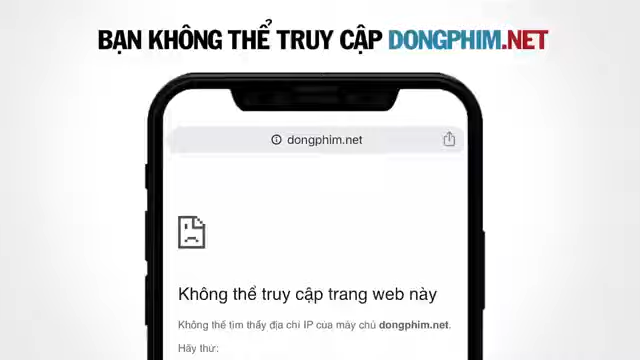 BẠN KHÔNG THỂ TRUY CẬP DONGPHIM.NET
dongphim.net
Không thể truy cập trang web này
Không thể tìm thấy địa chỉ IP của máy chủ dongphim.net.
Hãy thử: